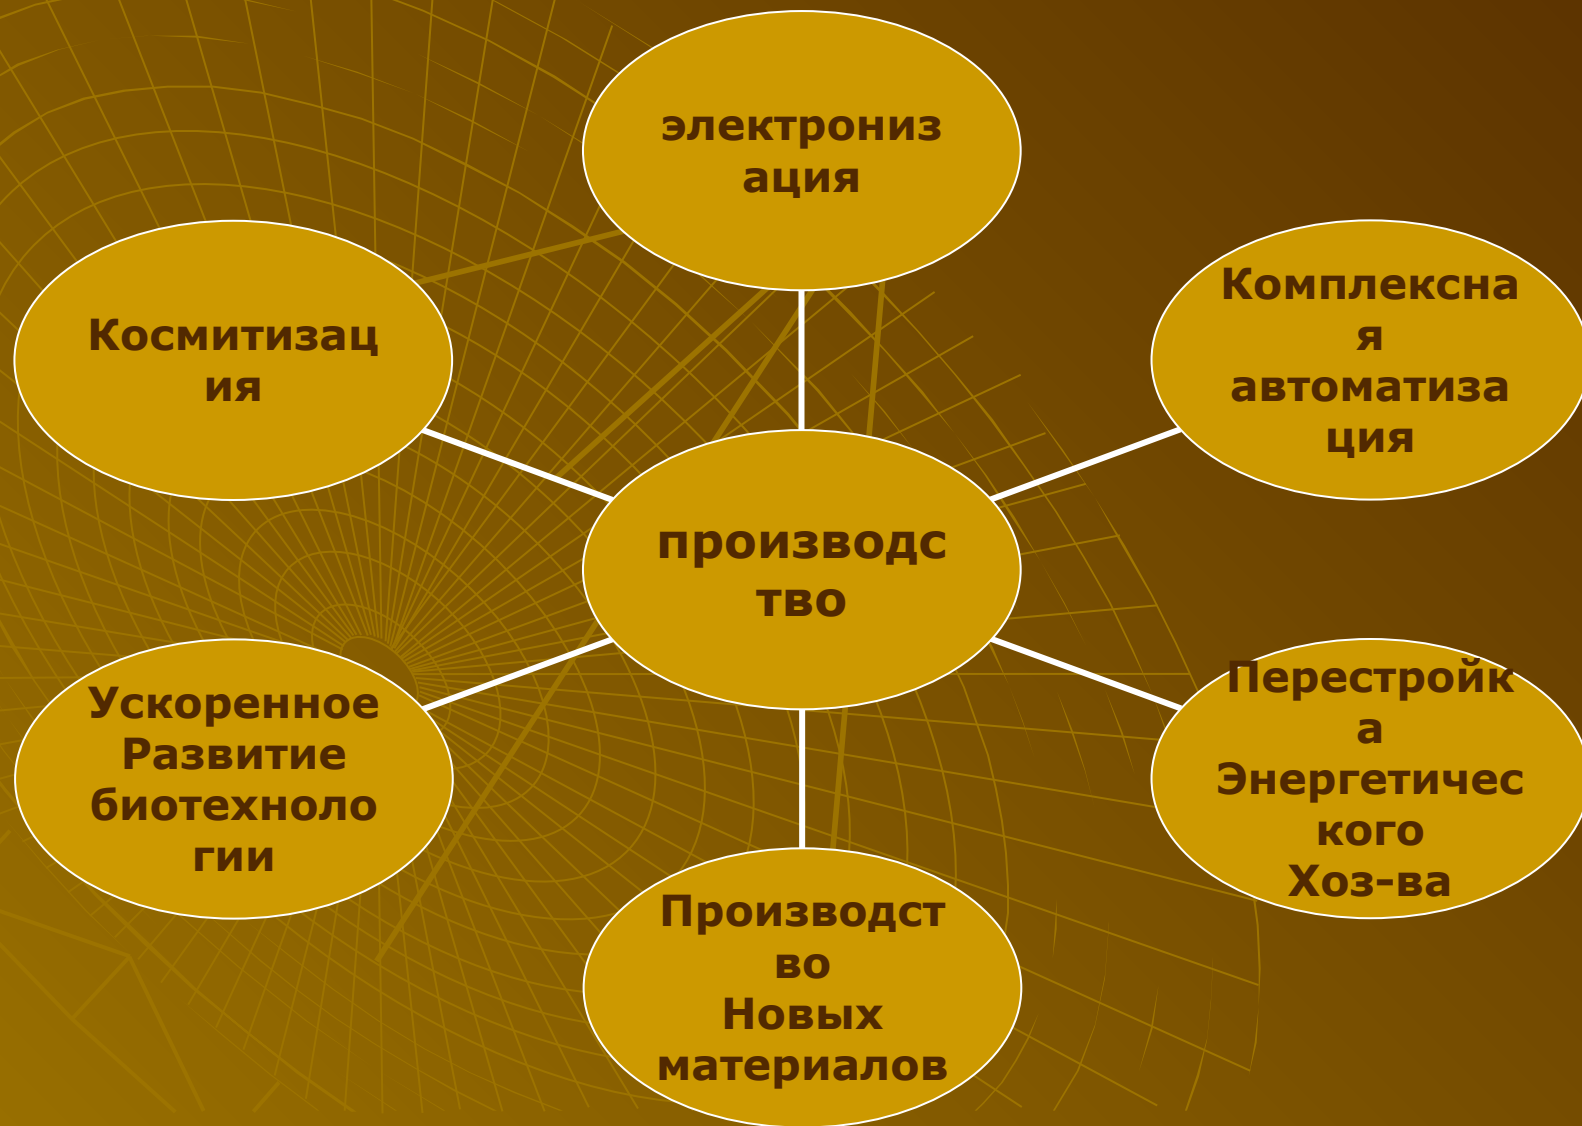 электрониз
ация
Комплексна
я
автоматиза
ция
Космитизац
ия
производс
тво
Перестройк
а
Энергетичес
кого
Хоз-ва
Ускоренное
Развитие
биотехноло
гии
Производст
во
Новых
материалов